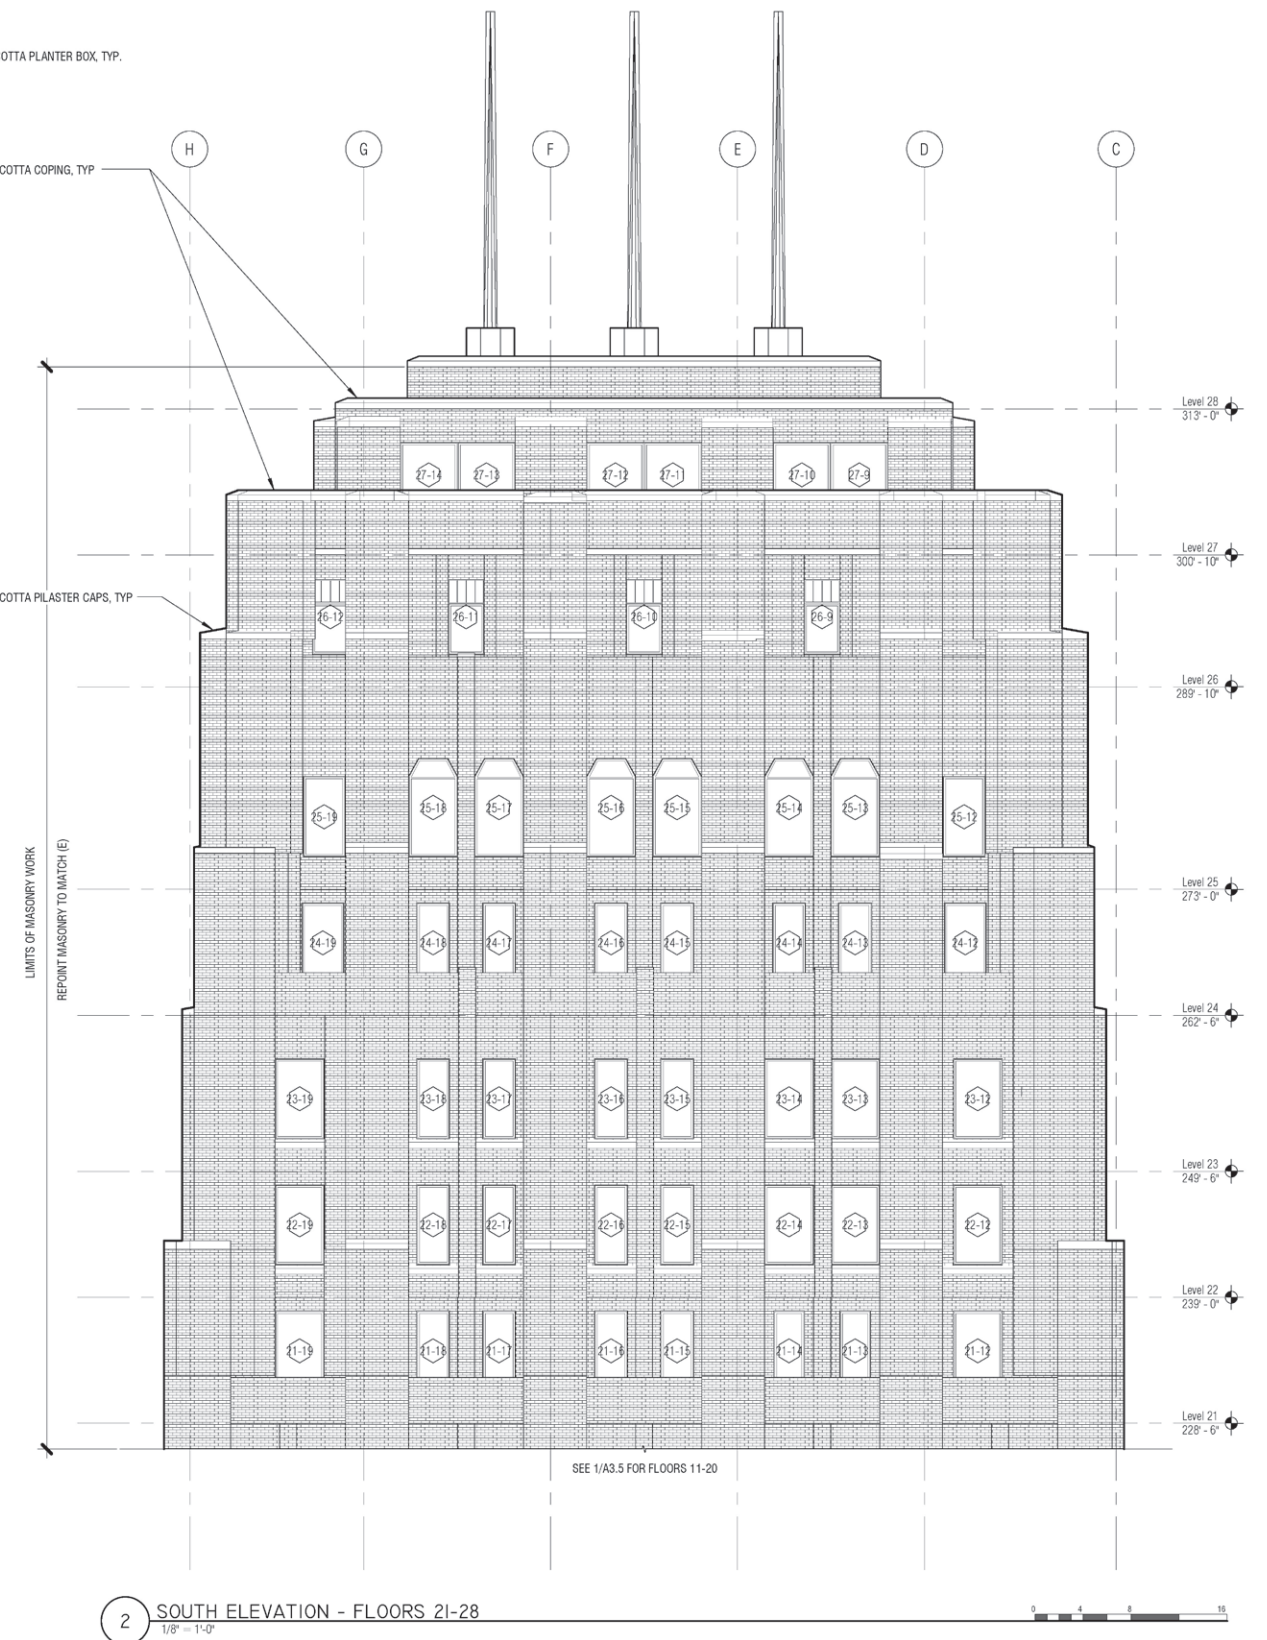 OTTA PLANTER BOX, TYP.
H
G
F
E
D
C
COTTA COPING, TYP
Level 28
313' - 0"
27-14
27-13
27-12
27-11
27-10
27-9
Level 27
300' - 10"
COTTA PILASTER CAPS, TYP
26-12
26-11
26-10
26-9
Level 26
289' - 10"
25-19
25-18
25-17
25-16
25-15
25-14
25-13
25-12
LIMITS OF MASONRY WORK
REPOINT MASONRY TO MATCH (E)
Level 25
273' - 0"
24-19
24-18
24-17
24-16
24-15
24-14
24-13
24-12
Level 24
262' - 6"
23-19
23-18
23-17
23-16
23-15
23-14
23-13
23-12
Level 23
249' - 6"
22-19
22-18
22-17
22-16
22-15
22-14
22-13
22-12
Level 22
239' - 0"
21-19
21-18
21-17
21-16
21-15
21-14
21-13
21-12
Level 21
228' - 6"
SEE 1/A3.5 FOR FLOORS 11-20
2
SOUTH ELEVATION - FLOORS 21-28
1/8" = 1'-0"
0 4 8 16